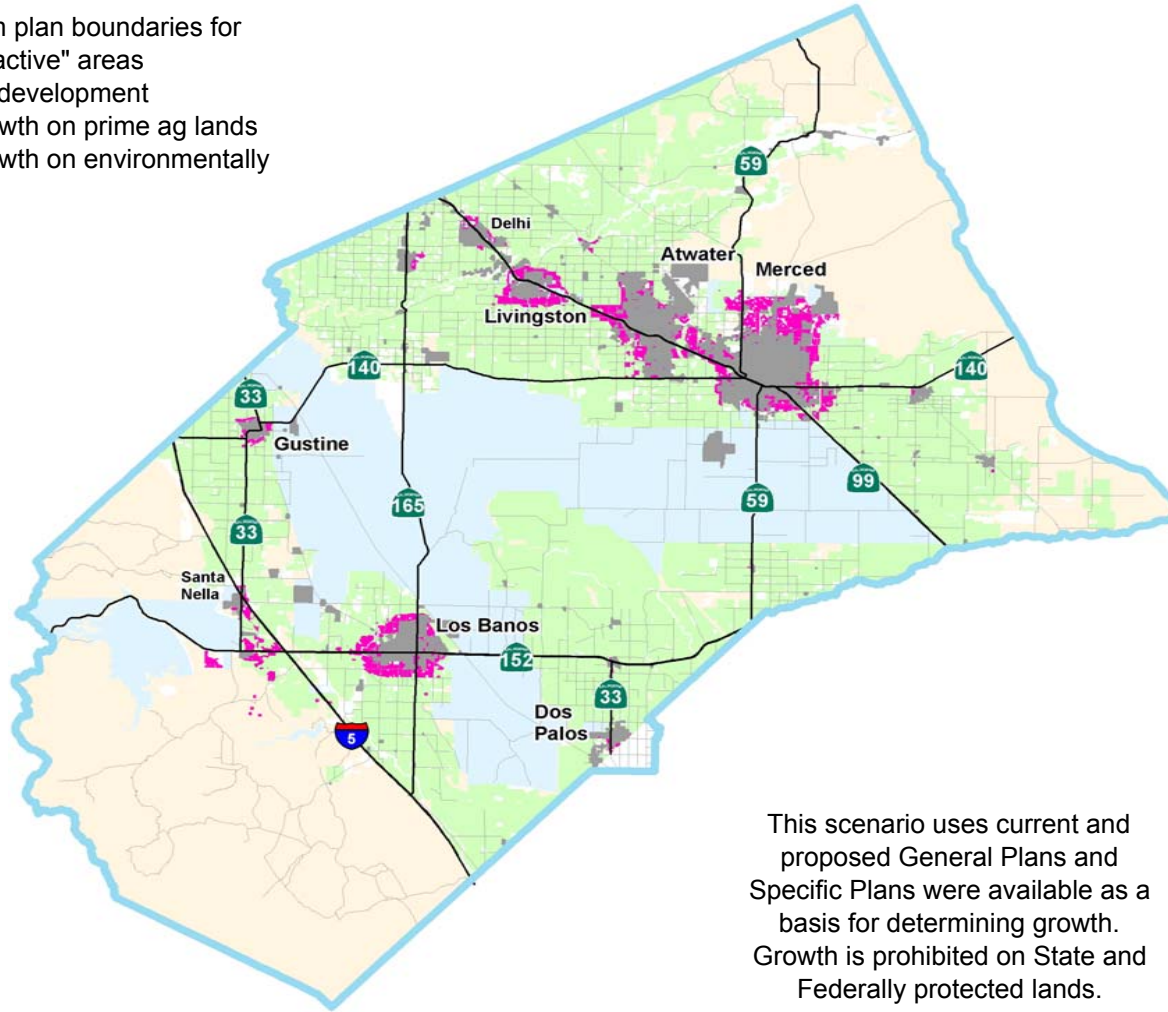 plan boundaries for
active" areas
development
wth on prime ag lands
wth on environmentally
59
Delhi
Atwater
Merced
Livingston
140
140
33
Gustine
165
59
99
33
Santa
Nella
Los Banos
152
33
Dos
Palos
5
This scenario uses current and
proposed General Plans and
Specific Plans were available as a
basis for determining growth.
Growth is prohibited on State and
Federally protected lands.